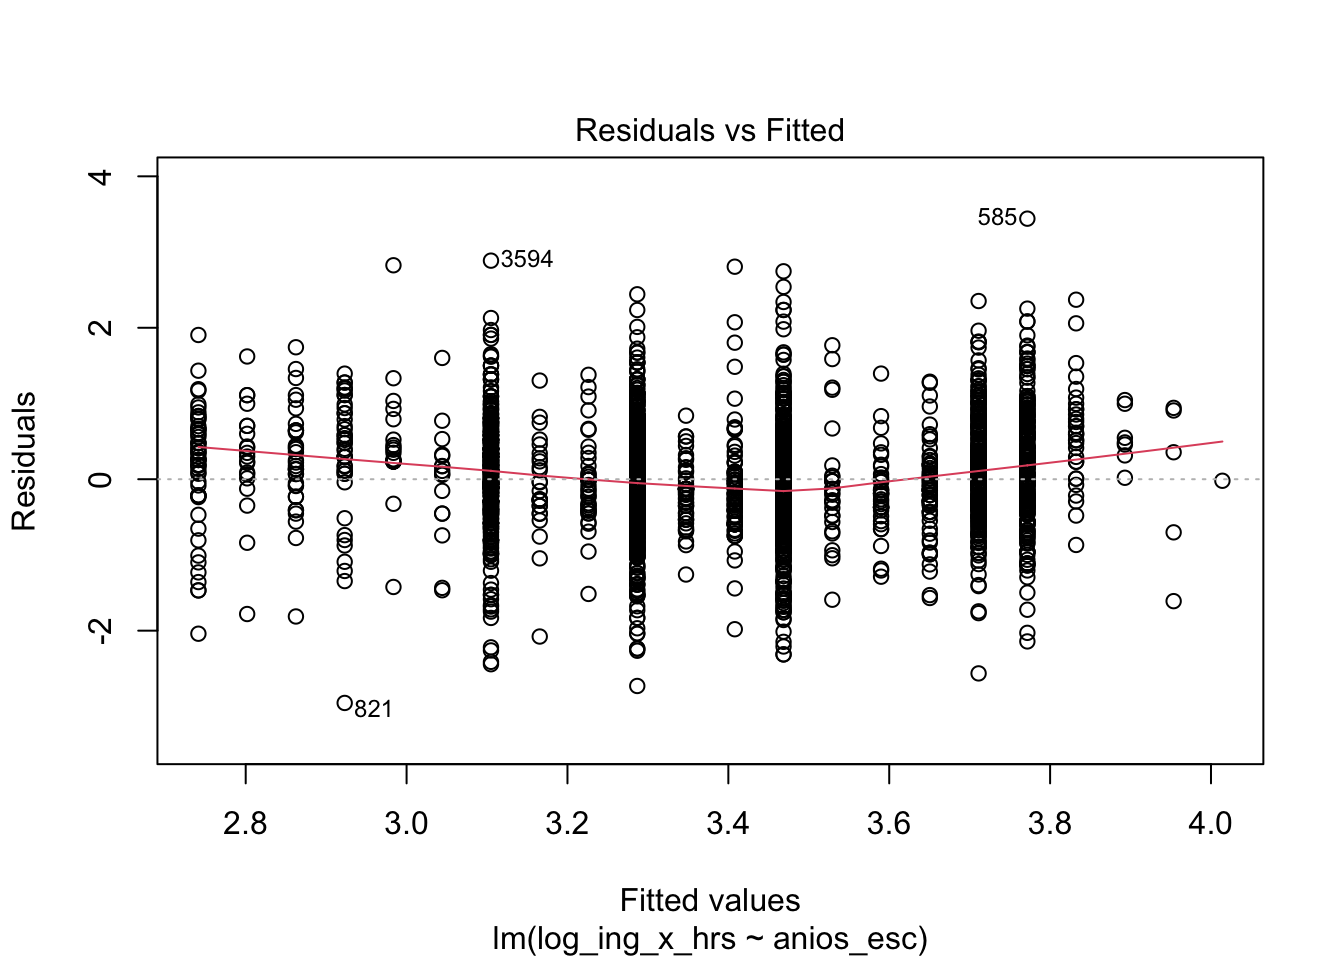 Residuals vs Fitted
4
2
0
-2
Residuals
585
3594
821
2.8 3.0 3.2 3.4 3.6 3.8 4.0
Fitted values
lm(log_ing_x_hrs ~ anios_esc)